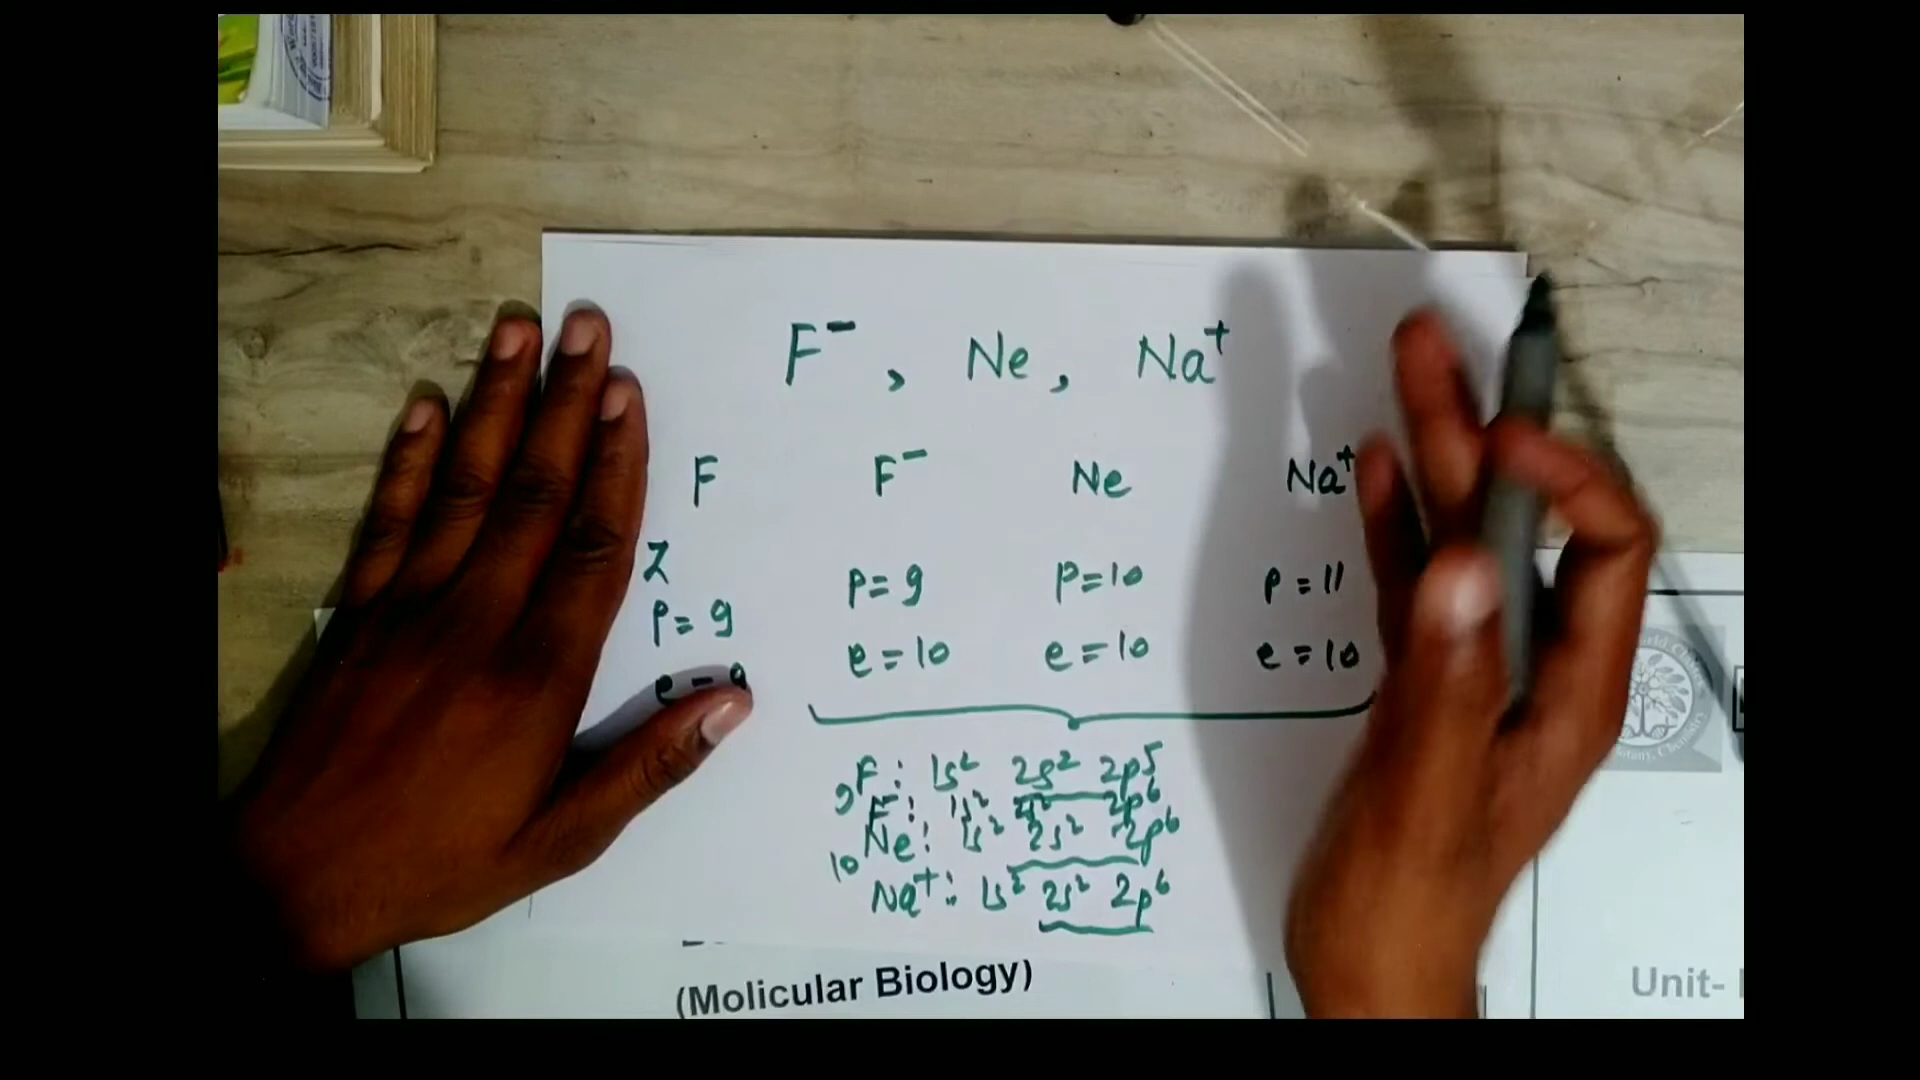 F⁻ , Ne , Na⁺
F F⁻ Ne Na⁺
Z
p = 9 p = 9 p = 10 p = 11
e = 9 e = 10 e = 10 e = 10
₉F : 1s² 2s² 2p⁵
F⁻ : 1s² 2s² 2p⁶
₁₀Ne : 1s² 2s² 2p⁶
Na⁺ : 1s² 2s² 2p⁶
(Molicular Biology)
Unit-